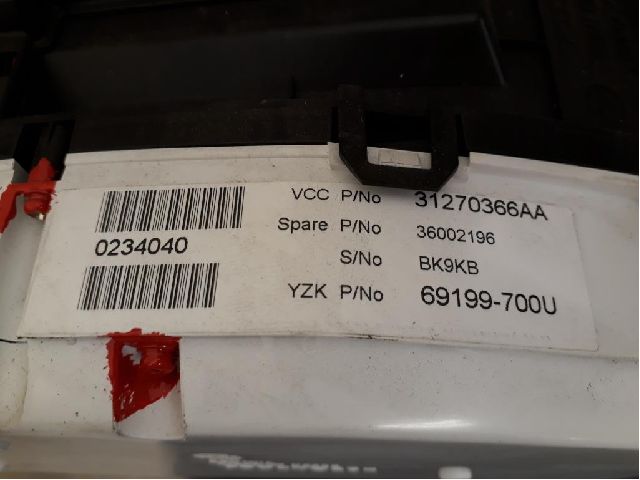 VCC P/No 31270366AA
Spare P/No 36002196
0234040
S/No BK9KB
YZK P/No 69199-700U